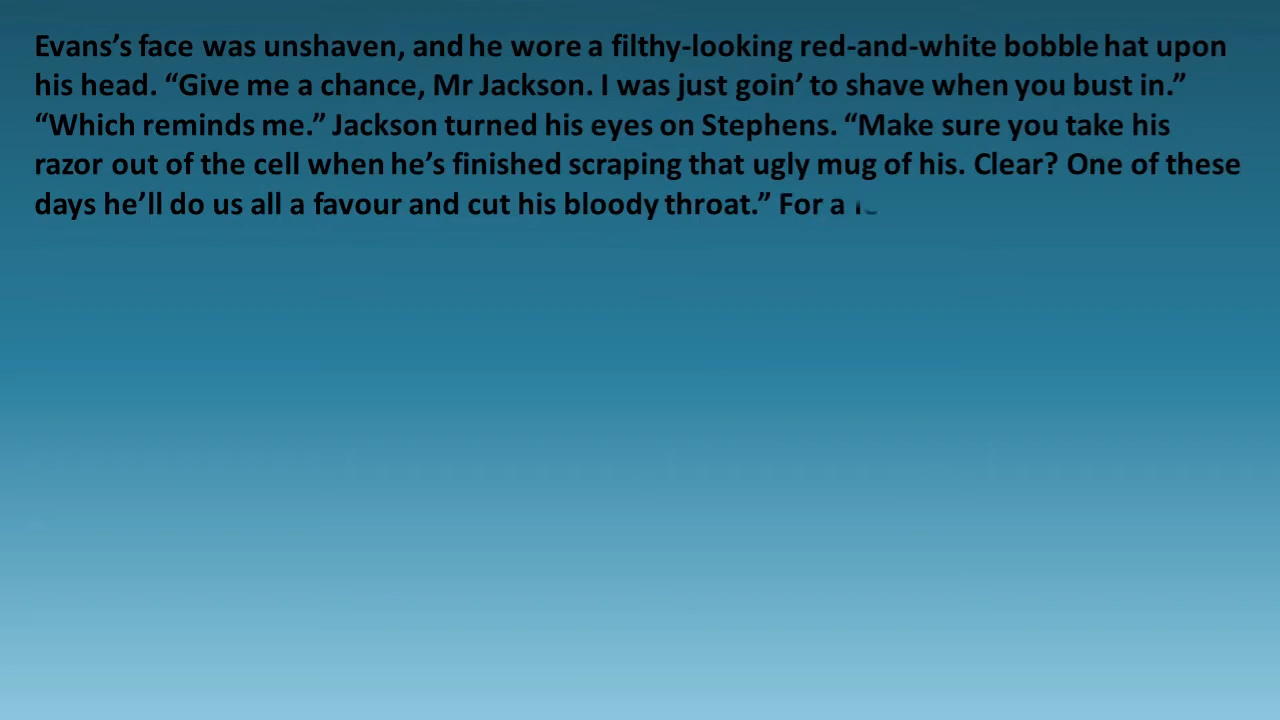 Evans’s face was unshaven, and he wore a filthy-looking red-and-white bobble hat upon
his head. “Give me a chance, Mr Jackson. I was just goin’ to shave when you bust in.”
“Which reminds me.” Jackson turned his eyes on Stephens. “Make sure you take his
razor out of the cell when he’s finished scraping that ugly mug of his. Clear? One of these
days he’ll do us all a favour and cut his bloody throat.” For a